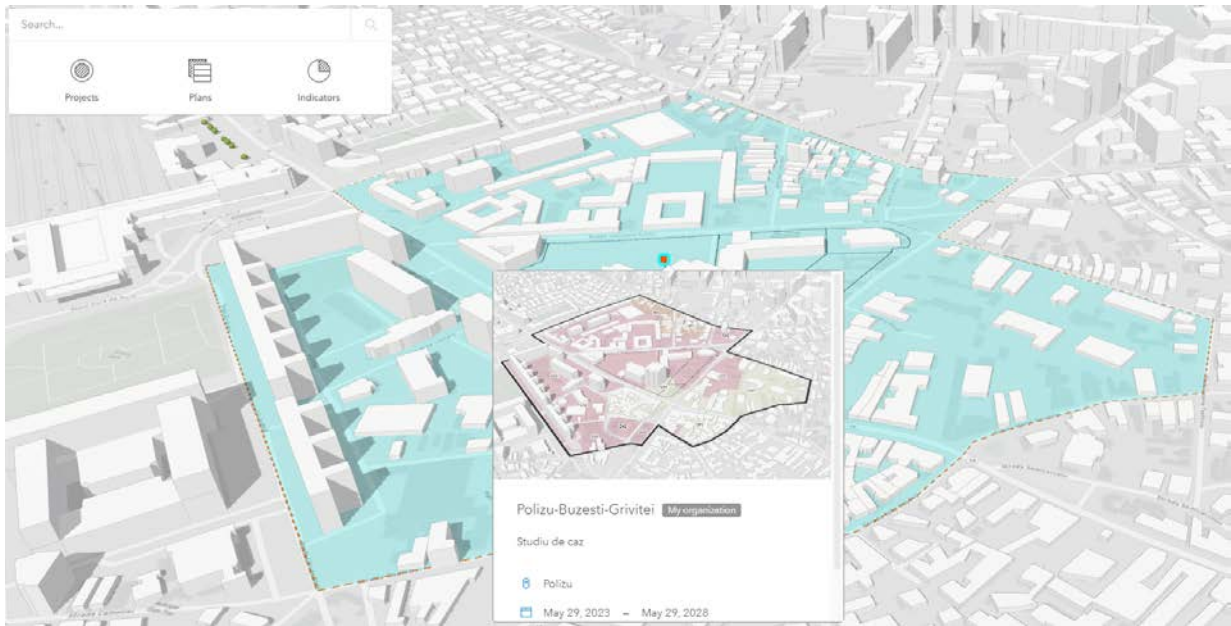 Search...
Projects
Plans
Indicators
Polizu-Buzesti-Grivitei
My organization
Studiu de caz
Polizu
May 29, 2023 – May 29, 2028